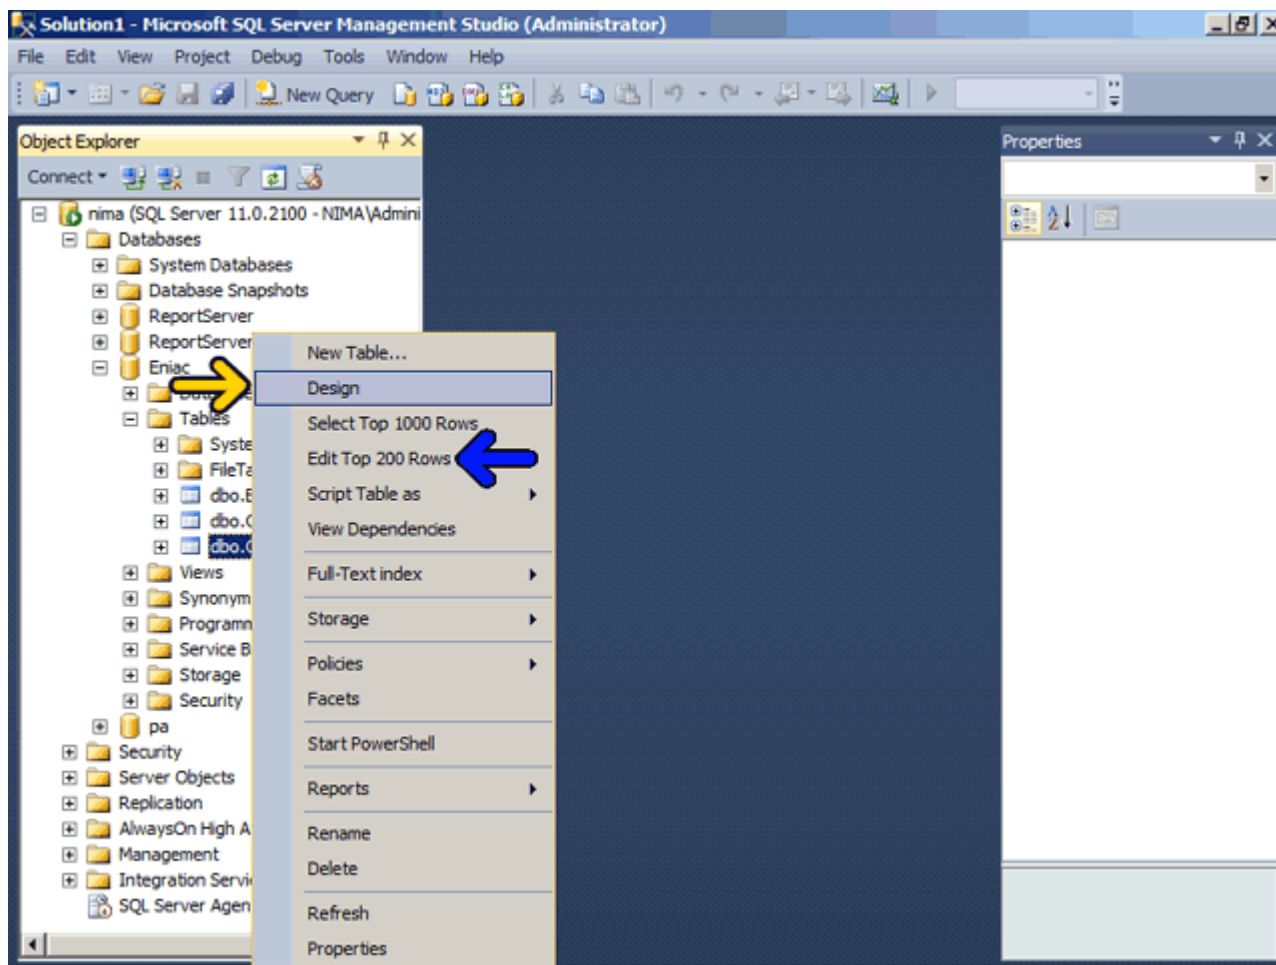 Solution1 - Microsoft SQL Server Management Studio (Administrator)
File Edit View Project Debug Tools Window Help
New Query
Object Explorer
Connect
nima (SQL Server 11.0.2100 - NIMA\Admini
Databases
System Databases
Database Snapshots
ReportServer
ReportServer
Eniac
Tables
Syste
FileTa
dbo.
dbo.
dbo.
Views
Synonym
Programm
Service B
Storage
Security
pa
Security
Server Objects
Replication
AlwaysOn High A
Management
Integration Servi
SQL Server Agen
New Table...
Design
Select Top 1000 Rows
Edit Top 200 Rows
Script Table as
View Dependencies
Full-Text index
Storage
Policies
Facets
Start PowerShell
Reports
Rename
Delete
Refresh
Properties
Properties